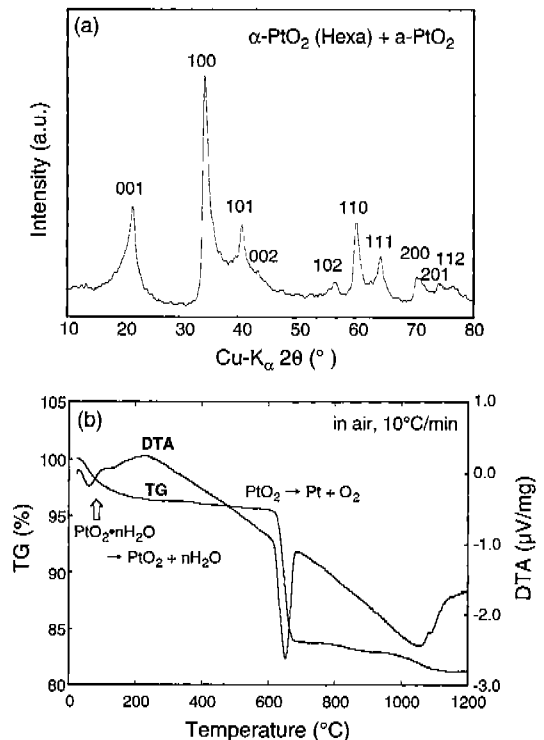 (a)
α-PtO₂ (Hexa) + a-PtO₂
100
001
101
002
102
110
111
200
201
112
Intensity (a.u.)
10 20 30 40 50 60 70 80
Cu-Kα 2θ (°)
(b)
in air, 10°C/min
DTA
TG
PtO₂ → Pt + O₂
PtO₂•nH₂O
→ PtO₂ + nH₂O
TG (%)
105
100
95
90
85
80
1.0
0.0
-1.0
-2.0
-3.0
DTA (μV/mg)
0 200 400 600 800 1000 1200
Temperature (°C)